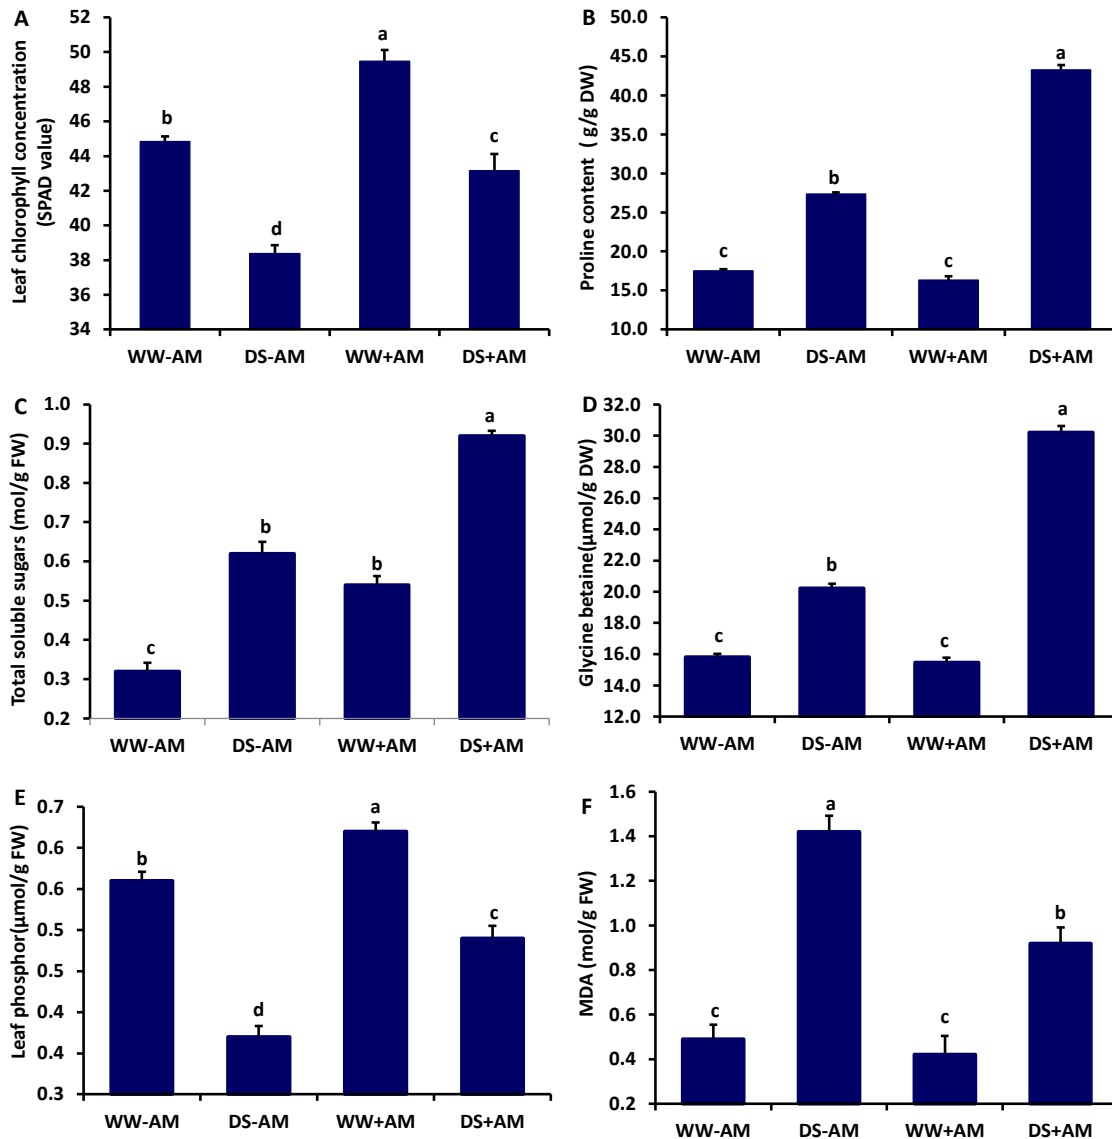 A
Leaf chlorophyll concentration
(SPAD value)
52
50
48
46
44
42
40
38
36
34
b
d
a
c
WW-AM DS-AM WW+AM DS+AM
B
Proline content ( g/g DW)
50.0
45.0
40.0
35.0
30.0
25.0
20.0
15.0
10.0
c
b
c
a
WW-AM DS-AM WW+AM DS+AM
C
Total soluble sugars (mol/g FW)
1.0
0.9
0.8
0.7
0.6
0.5
0.4
0.3
0.2
c
b
b
a
WW-AM DS-AM WW+AM DS+AM
D
Glycine betaine(μmol/g DW)
32.0
30.0
28.0
26.0
24.0
22.0
20.0
18.0
16.0
14.0
12.0
c
b
c
a
WW-AM DS-AM WW+AM DS+AM
E
Leaf phosphor(μmol/g FW)
0.7
0.6
0.6
0.5
0.5
0.4
0.4
0.3
b
d
a
c
WW-AM DS-AM WW+AM DS+AM
F
MDA (mol/g FW)
1.6
1.4
1.2
1.0
0.8
0.6
0.4
0.2
c
a
c
b
WW-AM DS-AM WW+AM DS+AM